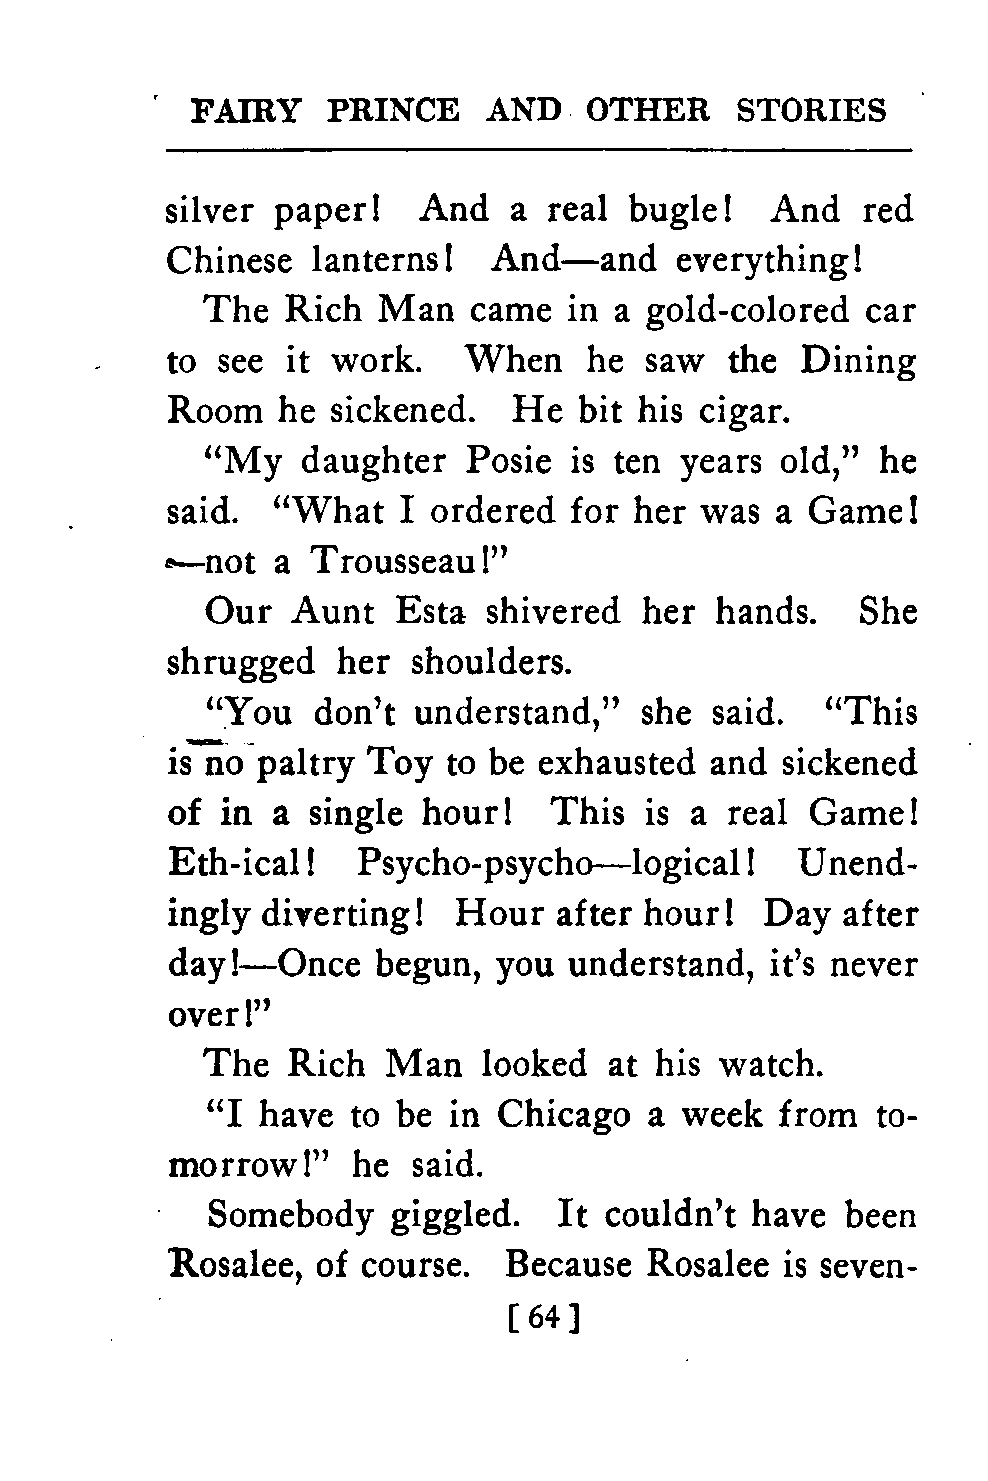 FAIRY PRINCE AND OTHER STORIES
silver paper! And a real bugle! And red
Chinese lanterns! And—and everything!
The Rich Man came in a gold-colored car
to see it work. When he saw the Dining
Room he sickened. He bit his cigar.
“My daughter Posie is ten years old,” he
said. “What I ordered for her was a Game!
—not a Trousseau!”
Our Aunt Esta shivered her hands. She
shrugged her shoulders.
“You don’t understand,” she said. “This
is no paltry Toy to be exhausted and sickened
of in a single hour! This is a real Game!
Eth-ical! Psycho-psycho—logical! Unend-
ingly diverting! Hour after hour! Day after
day!—Once begun, you understand, it’s never
over!”
The Rich Man looked at his watch.
“I have to be in Chicago a week from to-
morrow!” he said.
Somebody giggled. It couldn’t have been
Rosalee, of course. Because Rosalee is seven-
[ 64 ]